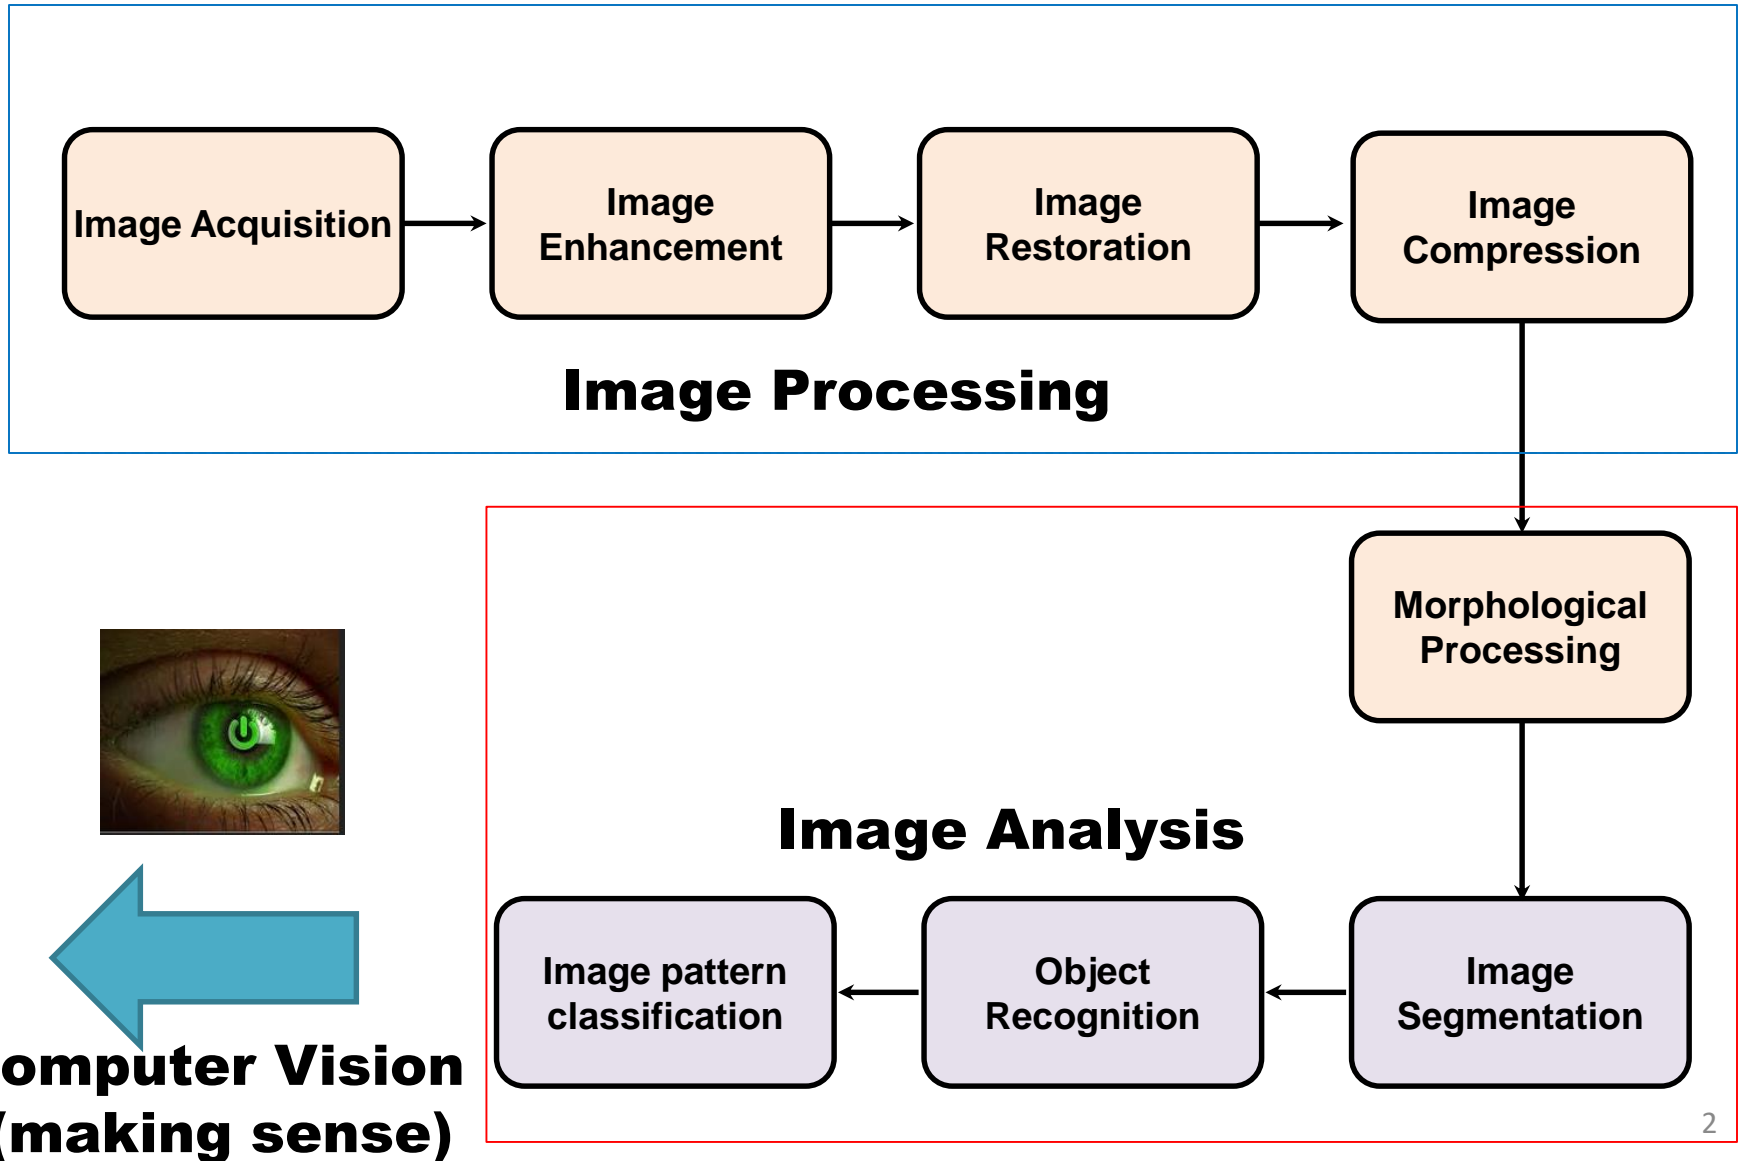 Image Acquisition
Image
Enhancement
Image
Restoration
Image
Compression
Image Processing
Morphological
Processing
Image Analysis
Image pattern
classification
Object
Recognition
Image
Segmentation
omputer Vision
(making sense)
2